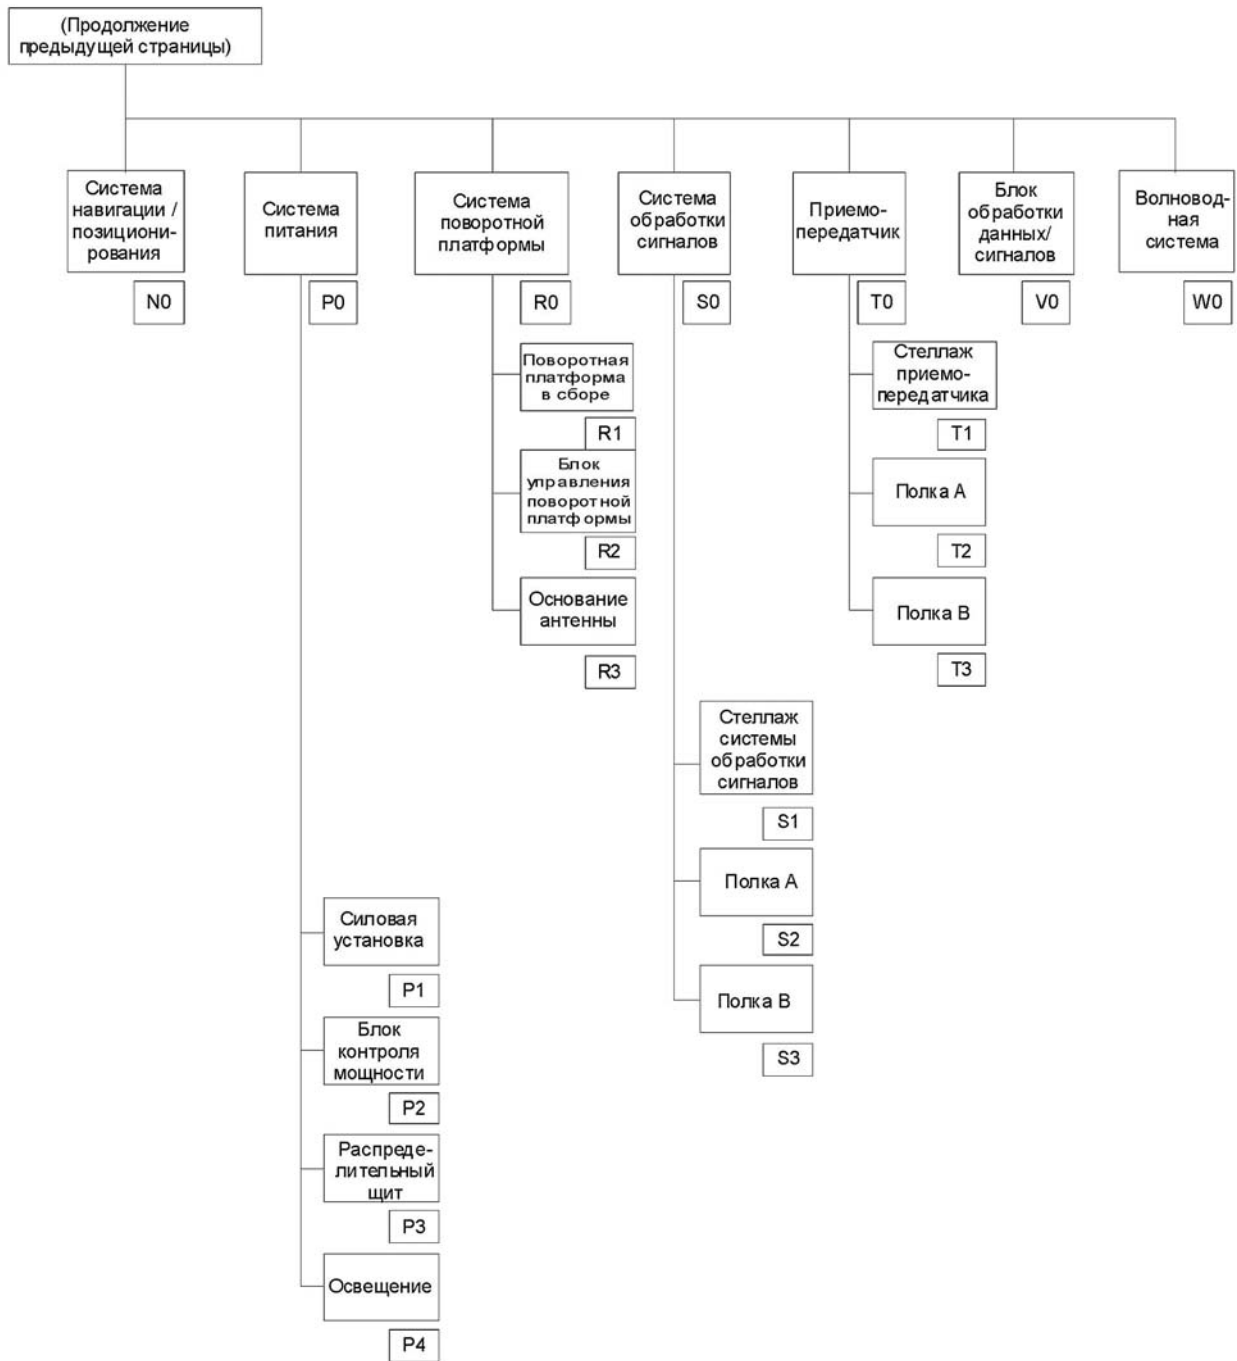 (Продолжение
предыдущей страницы)
Система
навигации /
позициони-
рования
N0
Система
питания
P0
Система
поворотной
платформы
R0
Система
обработки
сигналов
S0
Приемо-
передатчик
T0
Блок
обработки
данных/
сигналов
V0
Волновод-
ная
система
W0
Поворотная
платформа
в сборе
R1
Блок
управления
поворотной
платформы
R2
Основание
антенны
R3
Стеллаж
приемо-
передатчика
T1
Полка А
T2
Полка В
T3
Стеллаж
системы
обработки
сигналов
S1
Полка А
S2
Полка В
S3
Силовая
установка
P1
Блок
контроля
мощности
P2
Распреде-
лительный
щит
P3
Освещение
P4